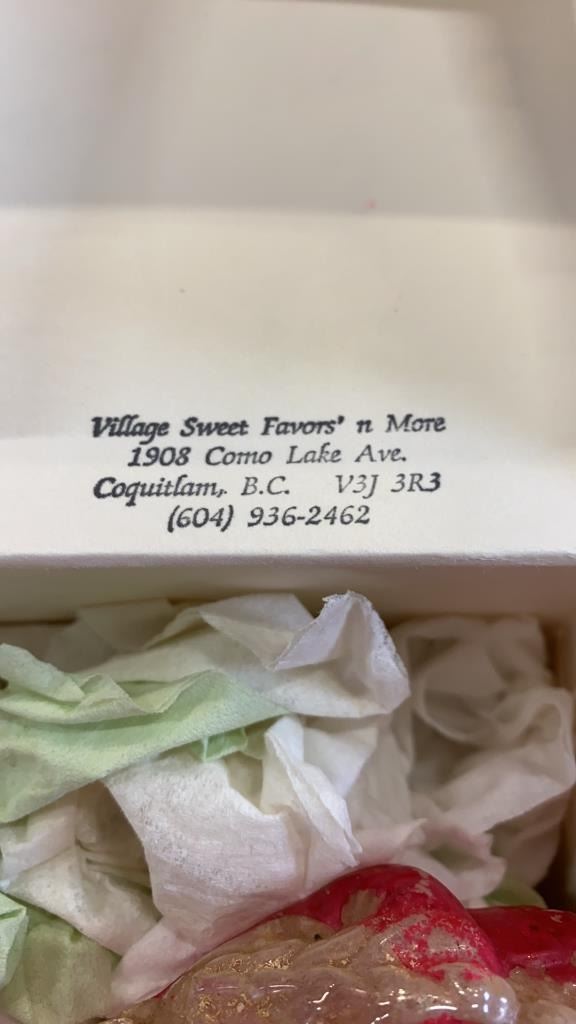 Village Sweet Favors' n More
1908 Como Lake Ave.
Coquitlam, B.C. V3J 3R3
(604) 936-2462